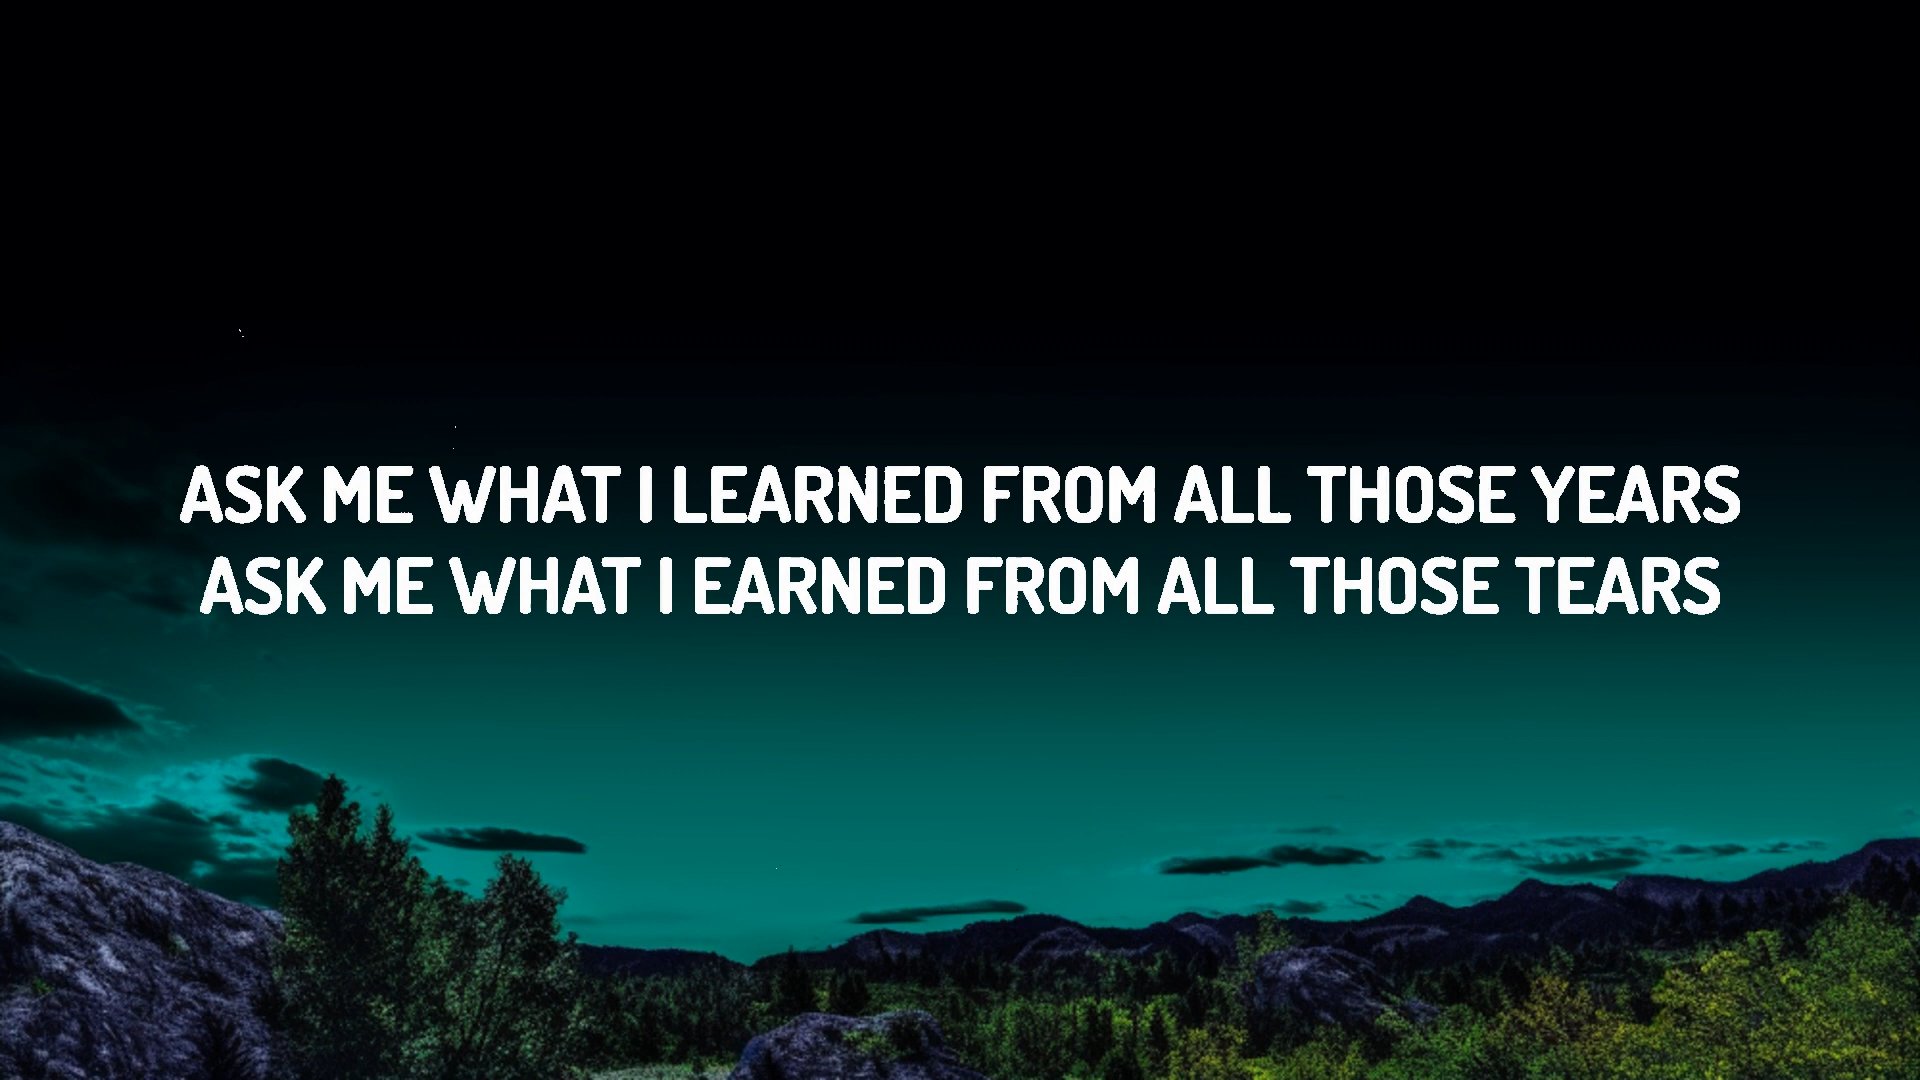 ASK ME WHAT I LEARNED FROM ALL THOSE YEARS
ASK ME WHAT I EARNED FROM ALL THOSE TEARS